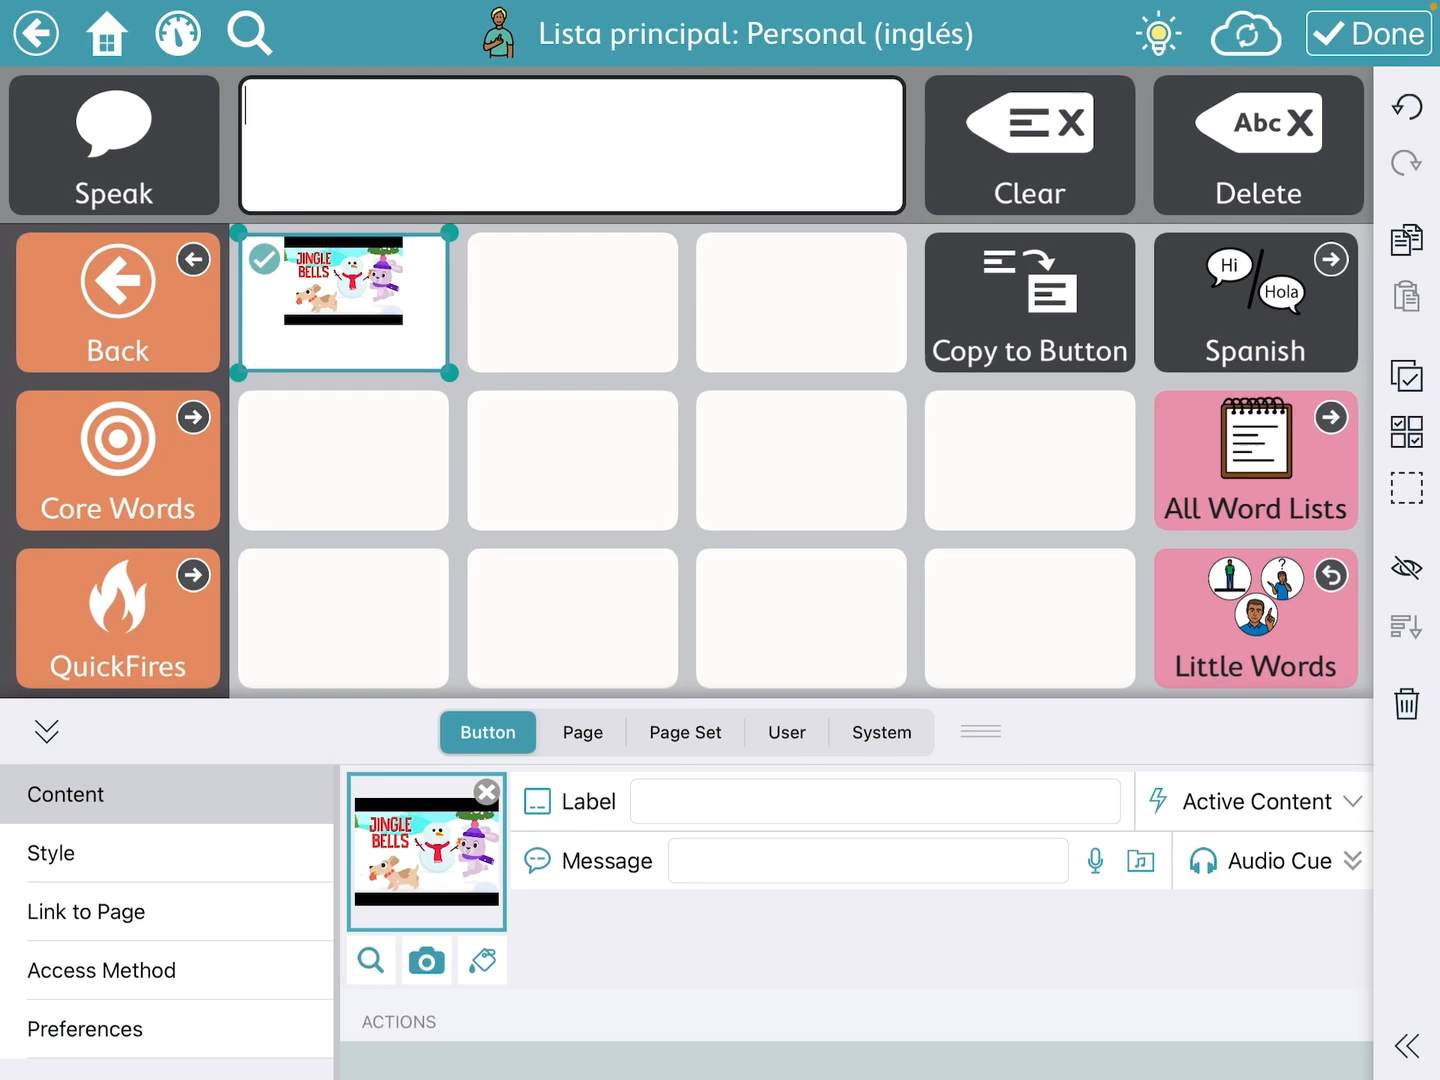 Lista principal: Personal (inglés)
Done
Speak
Clear
Abc X
Delete
Back
JINGLE
BELLS
Copy to Button
Hi
Hola
Spanish
Core Words
All Word Lists
QuickFires
?
Little Words
Button
Page
Page Set
User
System
Content
Style
Link to Page
Access Method
Preferences
JINGLE
BELLS
Label
Active Content
Message
Audio Cue
ACTIONS